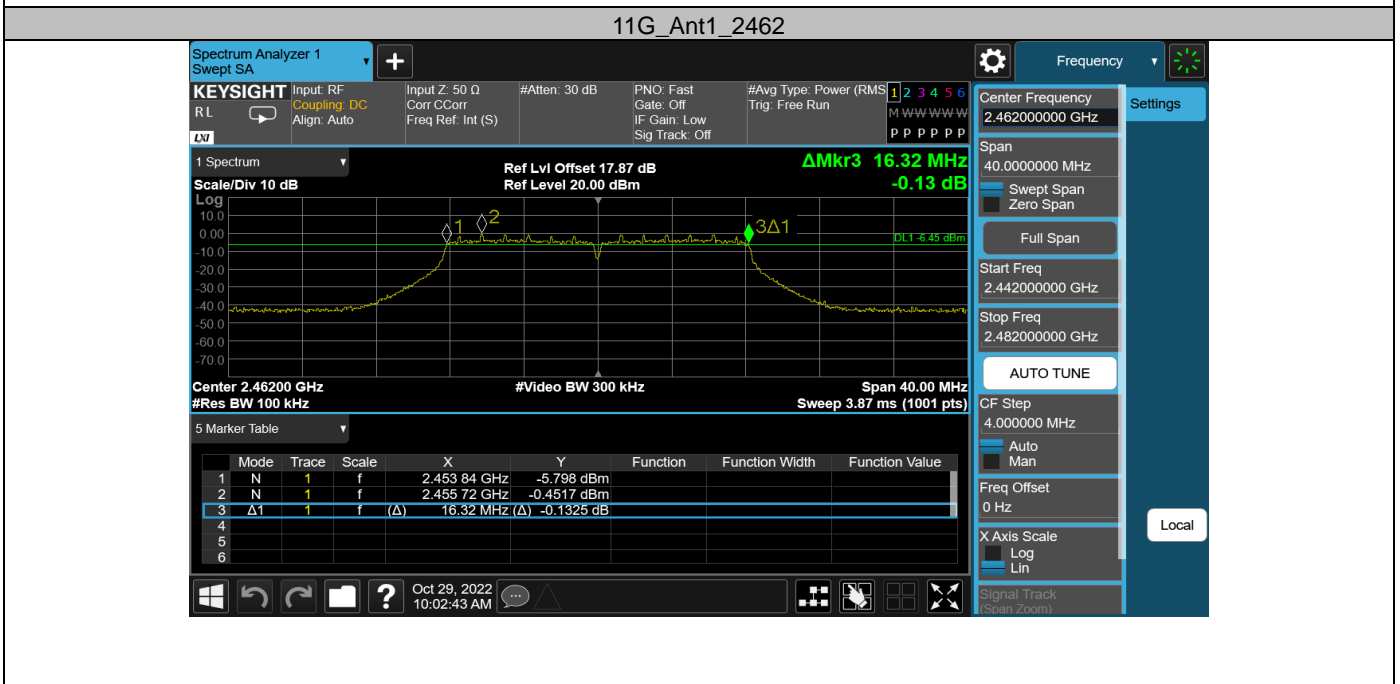 11G_Ant1_2462
Spectrum Analyzer 1
Swept SA
+
Frequency
KEYSIGHT
RL
LXI
Input: RF
Coupling: DC
Align: Auto
Input Z: 50 Ω
Corr CCorr
Freq Ref: Int (S)
#Atten: 30 dB
PNO: Fast
Gate: Off
IF Gain: Low
Sig Track: Off
#Avg Type: Power (RMS
Trig: Free Run
1 2 3 4 5 6
M W W W W W
P P P P P P
1 Spectrum
Scale/Div 10 dB
Ref Lvl Offset 17.87 dB
Ref Level 20.00 dBm
ΔMkr3 16.32 MHz
-0.13 dB
Log
10.0
0.00
-10.0
-20.0
-30.0
-40.0
-50.0
-60.0
-70.0
1
2
3Δ1
DL1 -6.45 dBm
Center 2.46200 GHz
#Video BW 300 kHz
Span 40.00 MHz
#Res BW 100 kHz
Sweep 3.87 ms (1001 pts)
5 Marker Table
Mode Trace Scale X Y Function Function Width Function Value
1 N 1 f 2.453 84 GHz -5.798 dBm
2 N 1 f 2.455 72 GHz -0.4517 dBm
3 Δ1 1 f (Δ) 16.32 MHz (Δ) -0.1325 dB
4
5
6
?
Oct 29, 2022
10:02:43 AM
Center Frequency
2.462000000 GHz
Settings
Span
40.0000000 MHz
Swept Span
Zero Span
Full Span
Start Freq
2.442000000 GHz
Stop Freq
2.482000000 GHz
AUTO TUNE
CF Step
4.000000 MHz
Auto
Man
Freq Offset
0 Hz
Local
X Axis Scale
Log
Lin
Signal Track
(Span Zoom)